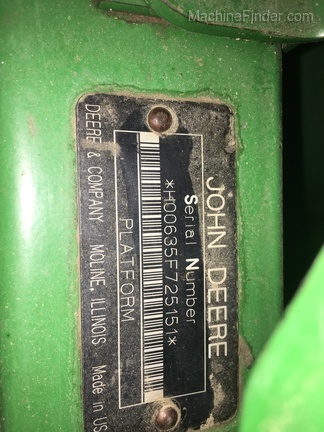 MachineFinder.com
JOHN DEERE
Serial Number
*H00635F725151*
PLATFORM
DEERE & COMPANY MOLINE, ILLINOIS Made in US